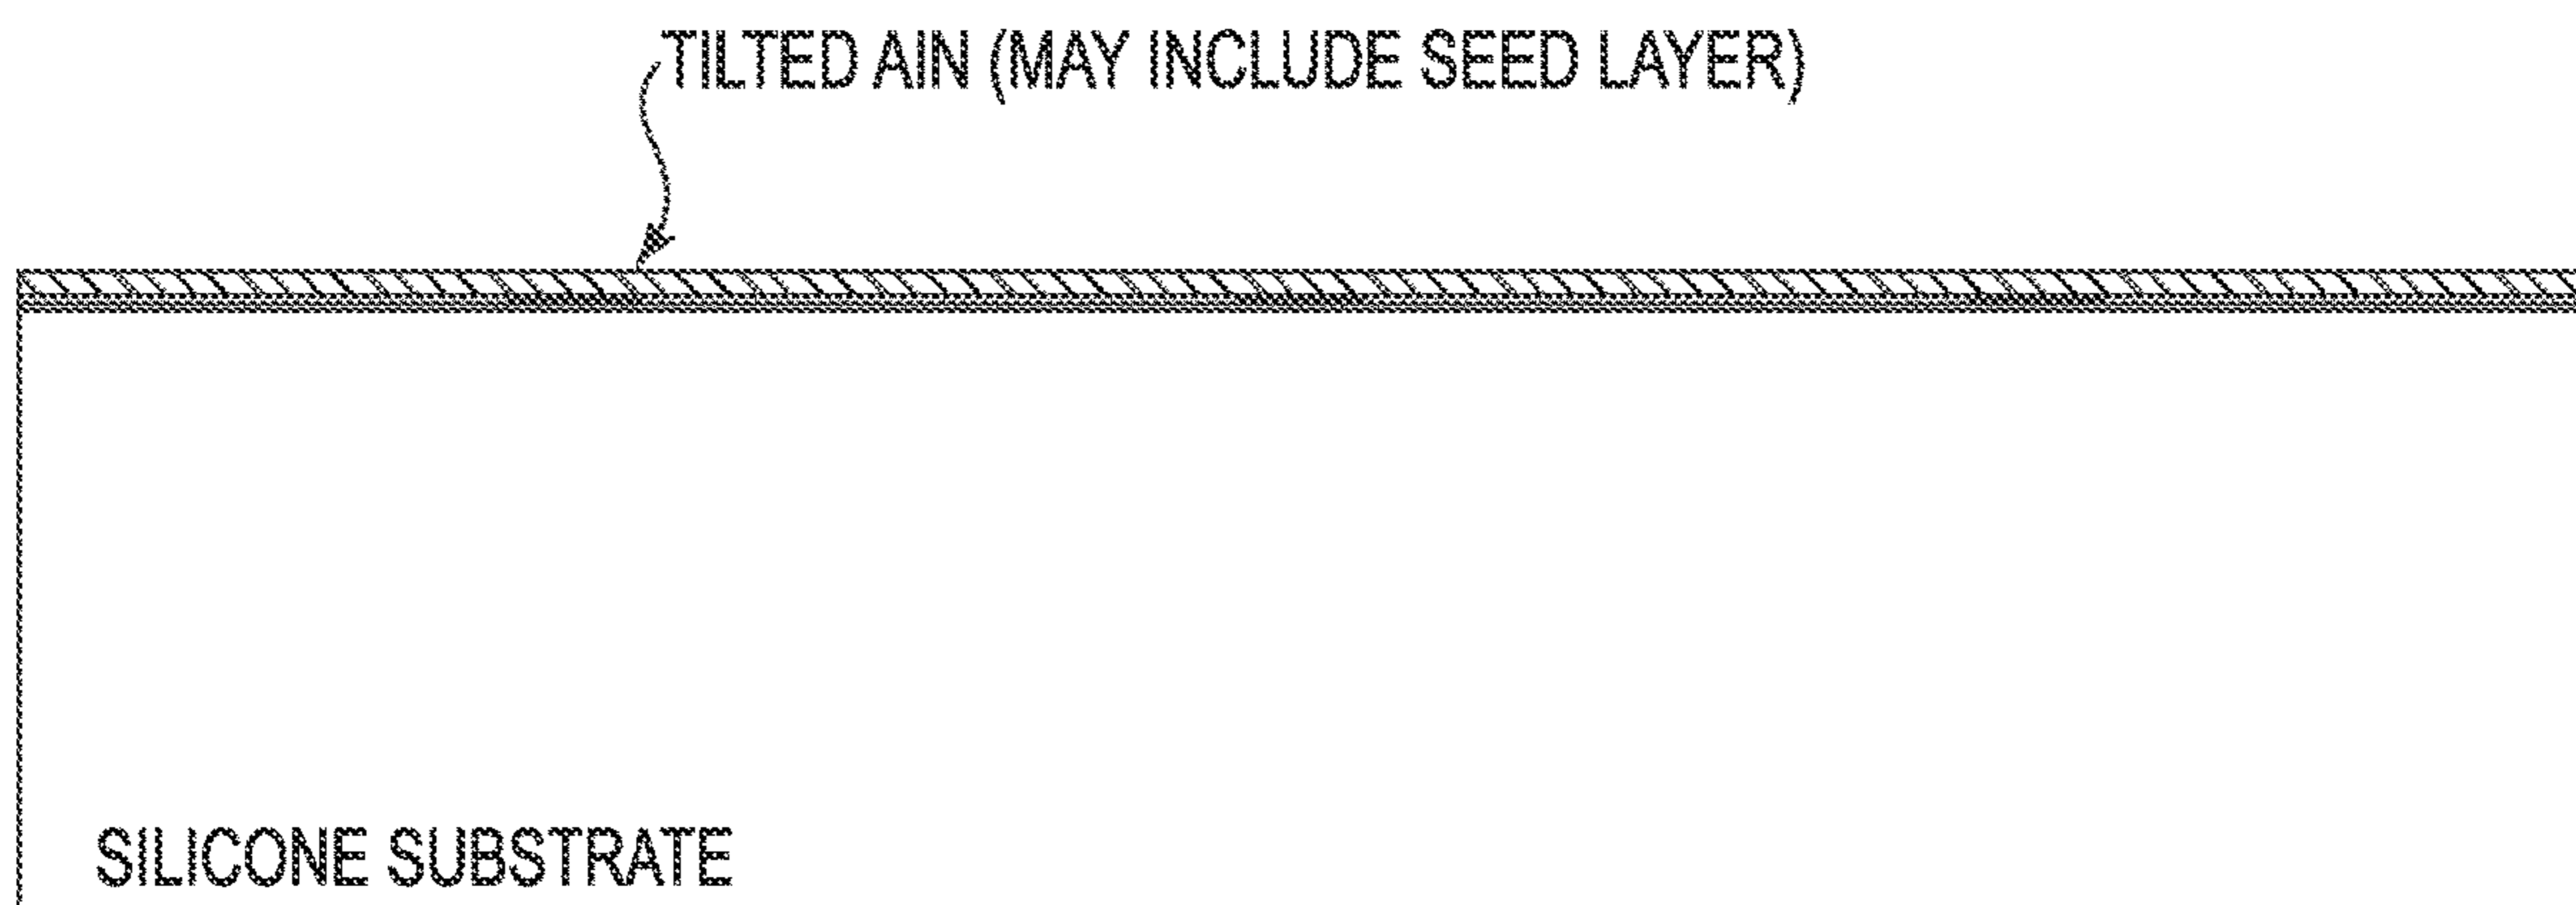 TILTED AIN (MAY INCLUDE SEED LAYER)
SILICONE SUBSTRATE